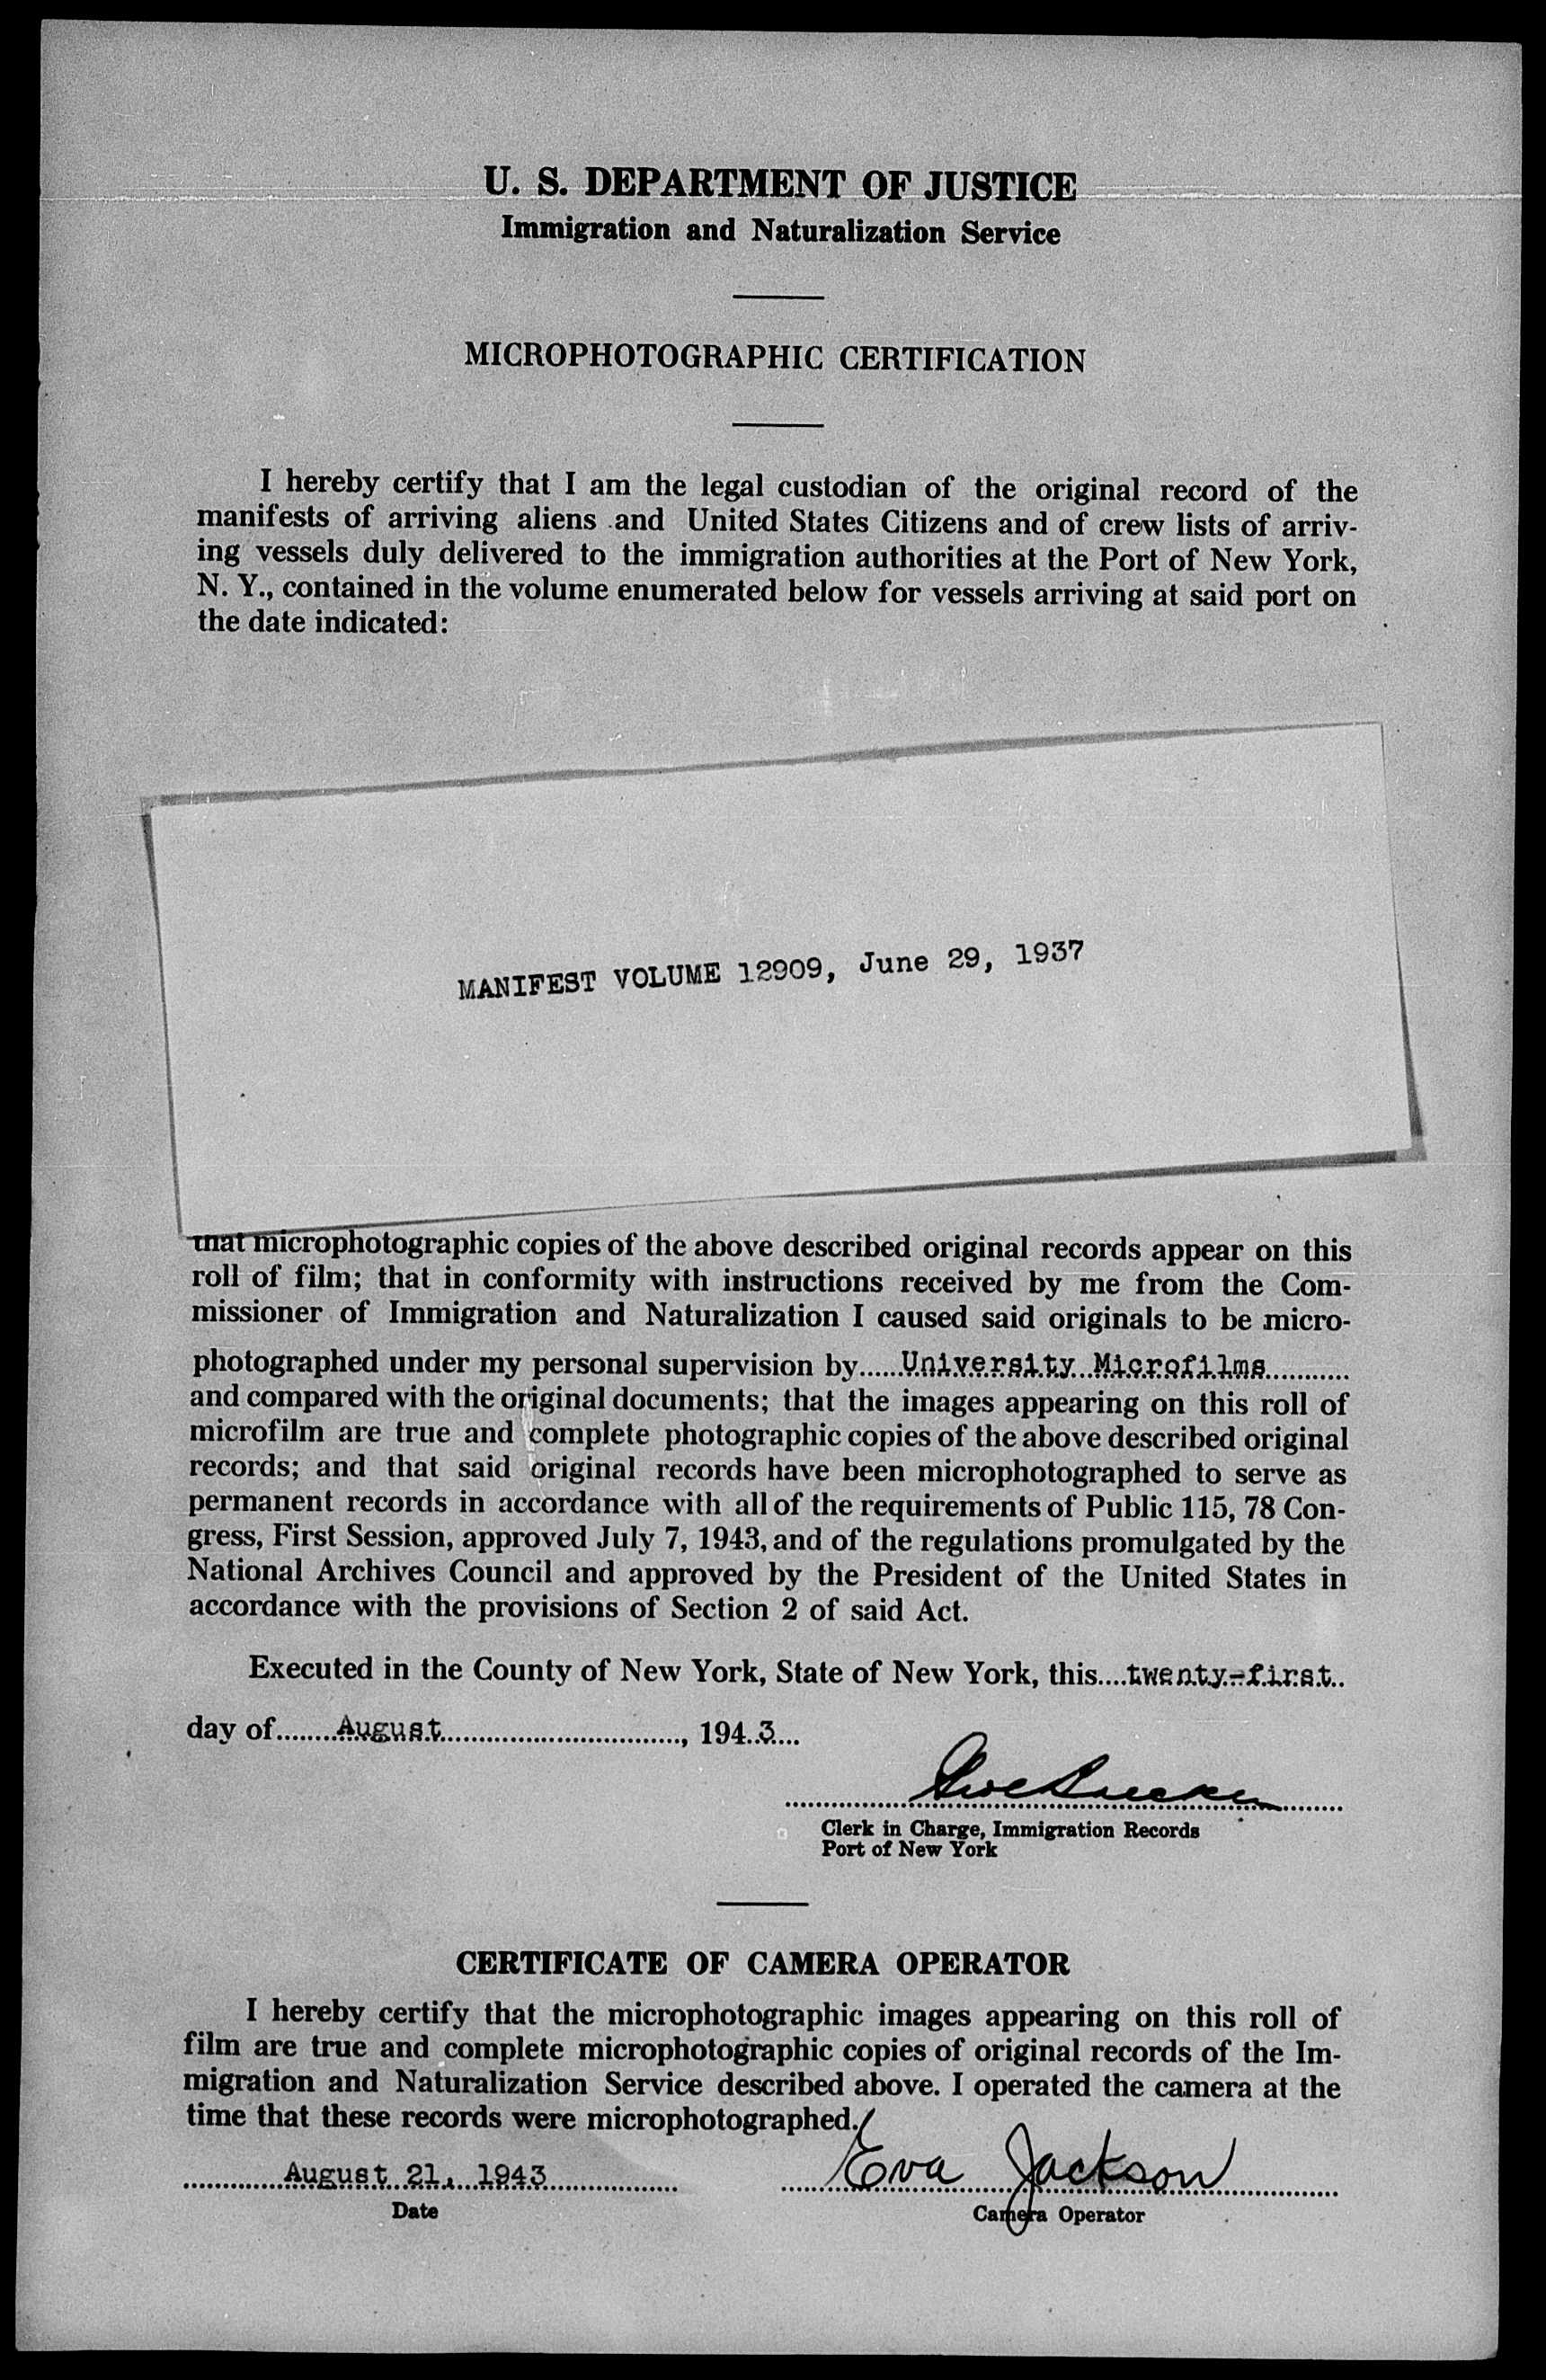 U. S. DEPARTMENT OF JUSTICE
Immigration and Naturalization Service
MICROPHOTOGRAPHIC CERTIFICATION
I hereby certify that I am the legal custodian of the original record of the
manifests of arriving aliens and United States Citizens and of crew lists of arriv-
ing vessels duly delivered to the immigration authorities at the Port of New York,
N. Y., contained in the volume enumerated below for vessels arriving at said port on
the date indicated:
MANIFEST VOLUME 12909, June 29, 1937
that microphotographic copies of the above described original records appear on this
roll of film; that in conformity with instructions received by me from the Com-
missioner of Immigration and Naturalization I caused said originals to be micro-
photographed under my personal supervision by.....University Microfilms...........
and compared with the original documents; that the images appearing on this roll of
microfilm are true and complete photographic copies of the above described original
records; and that said original records have been microphotographed to serve as
permanent records in accordance with all of the requirements of Public 115, 78 Con-
gress, First Session, approved July 7, 1943, and of the regulations promulgated by the
National Archives Council and approved by the President of the United States in
accordance with the provisions of Section 2 of said Act.
Executed in the County of New York, State of New York, this....twenty-first..
day of........August................................, 194..3....
Clerk in Charge, Immigration Records
Port of New York
CERTIFICATE OF CAMERA OPERATOR
I hereby certify that the microphotographic images appearing on this roll of
film are true and complete microphotographic copies of original records of the Im-
migration and Naturalization Service described above. I operated the camera at the
time that these records were microphotographed.
August 21, 1943 Eva Jackson
Date Camera Operator